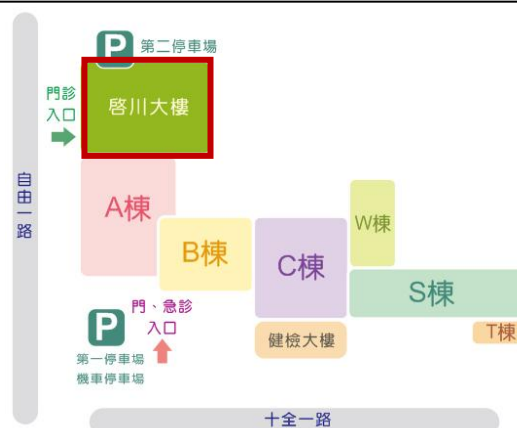 P 第二停車場
啓川大樓
門診
入口
自由一路
A棟
B棟
C棟
W棟
S棟
T棟
健檢大樓
門、急診
入口
P
第一停車場
機車停車場
十全一路